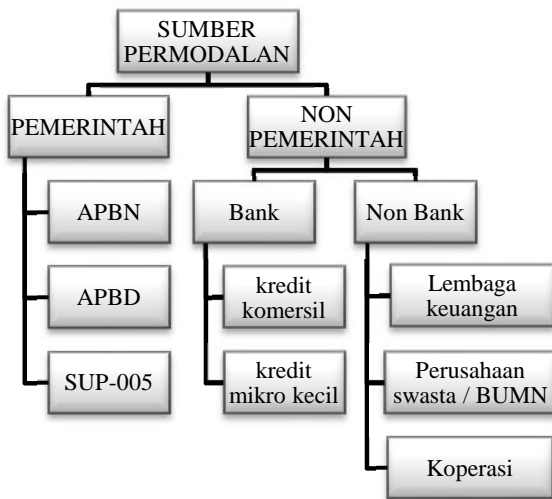 SUMBER
PERMODALAN
PEMERINTAH
NON
PEMERINTAH
APBN
APBD
SUP-005
Bank
Non Bank
kredit
komersil
kredit
mikro kecil
Lembaga
keuangan
Perusahaan
swasta / BUMN
Koperasi